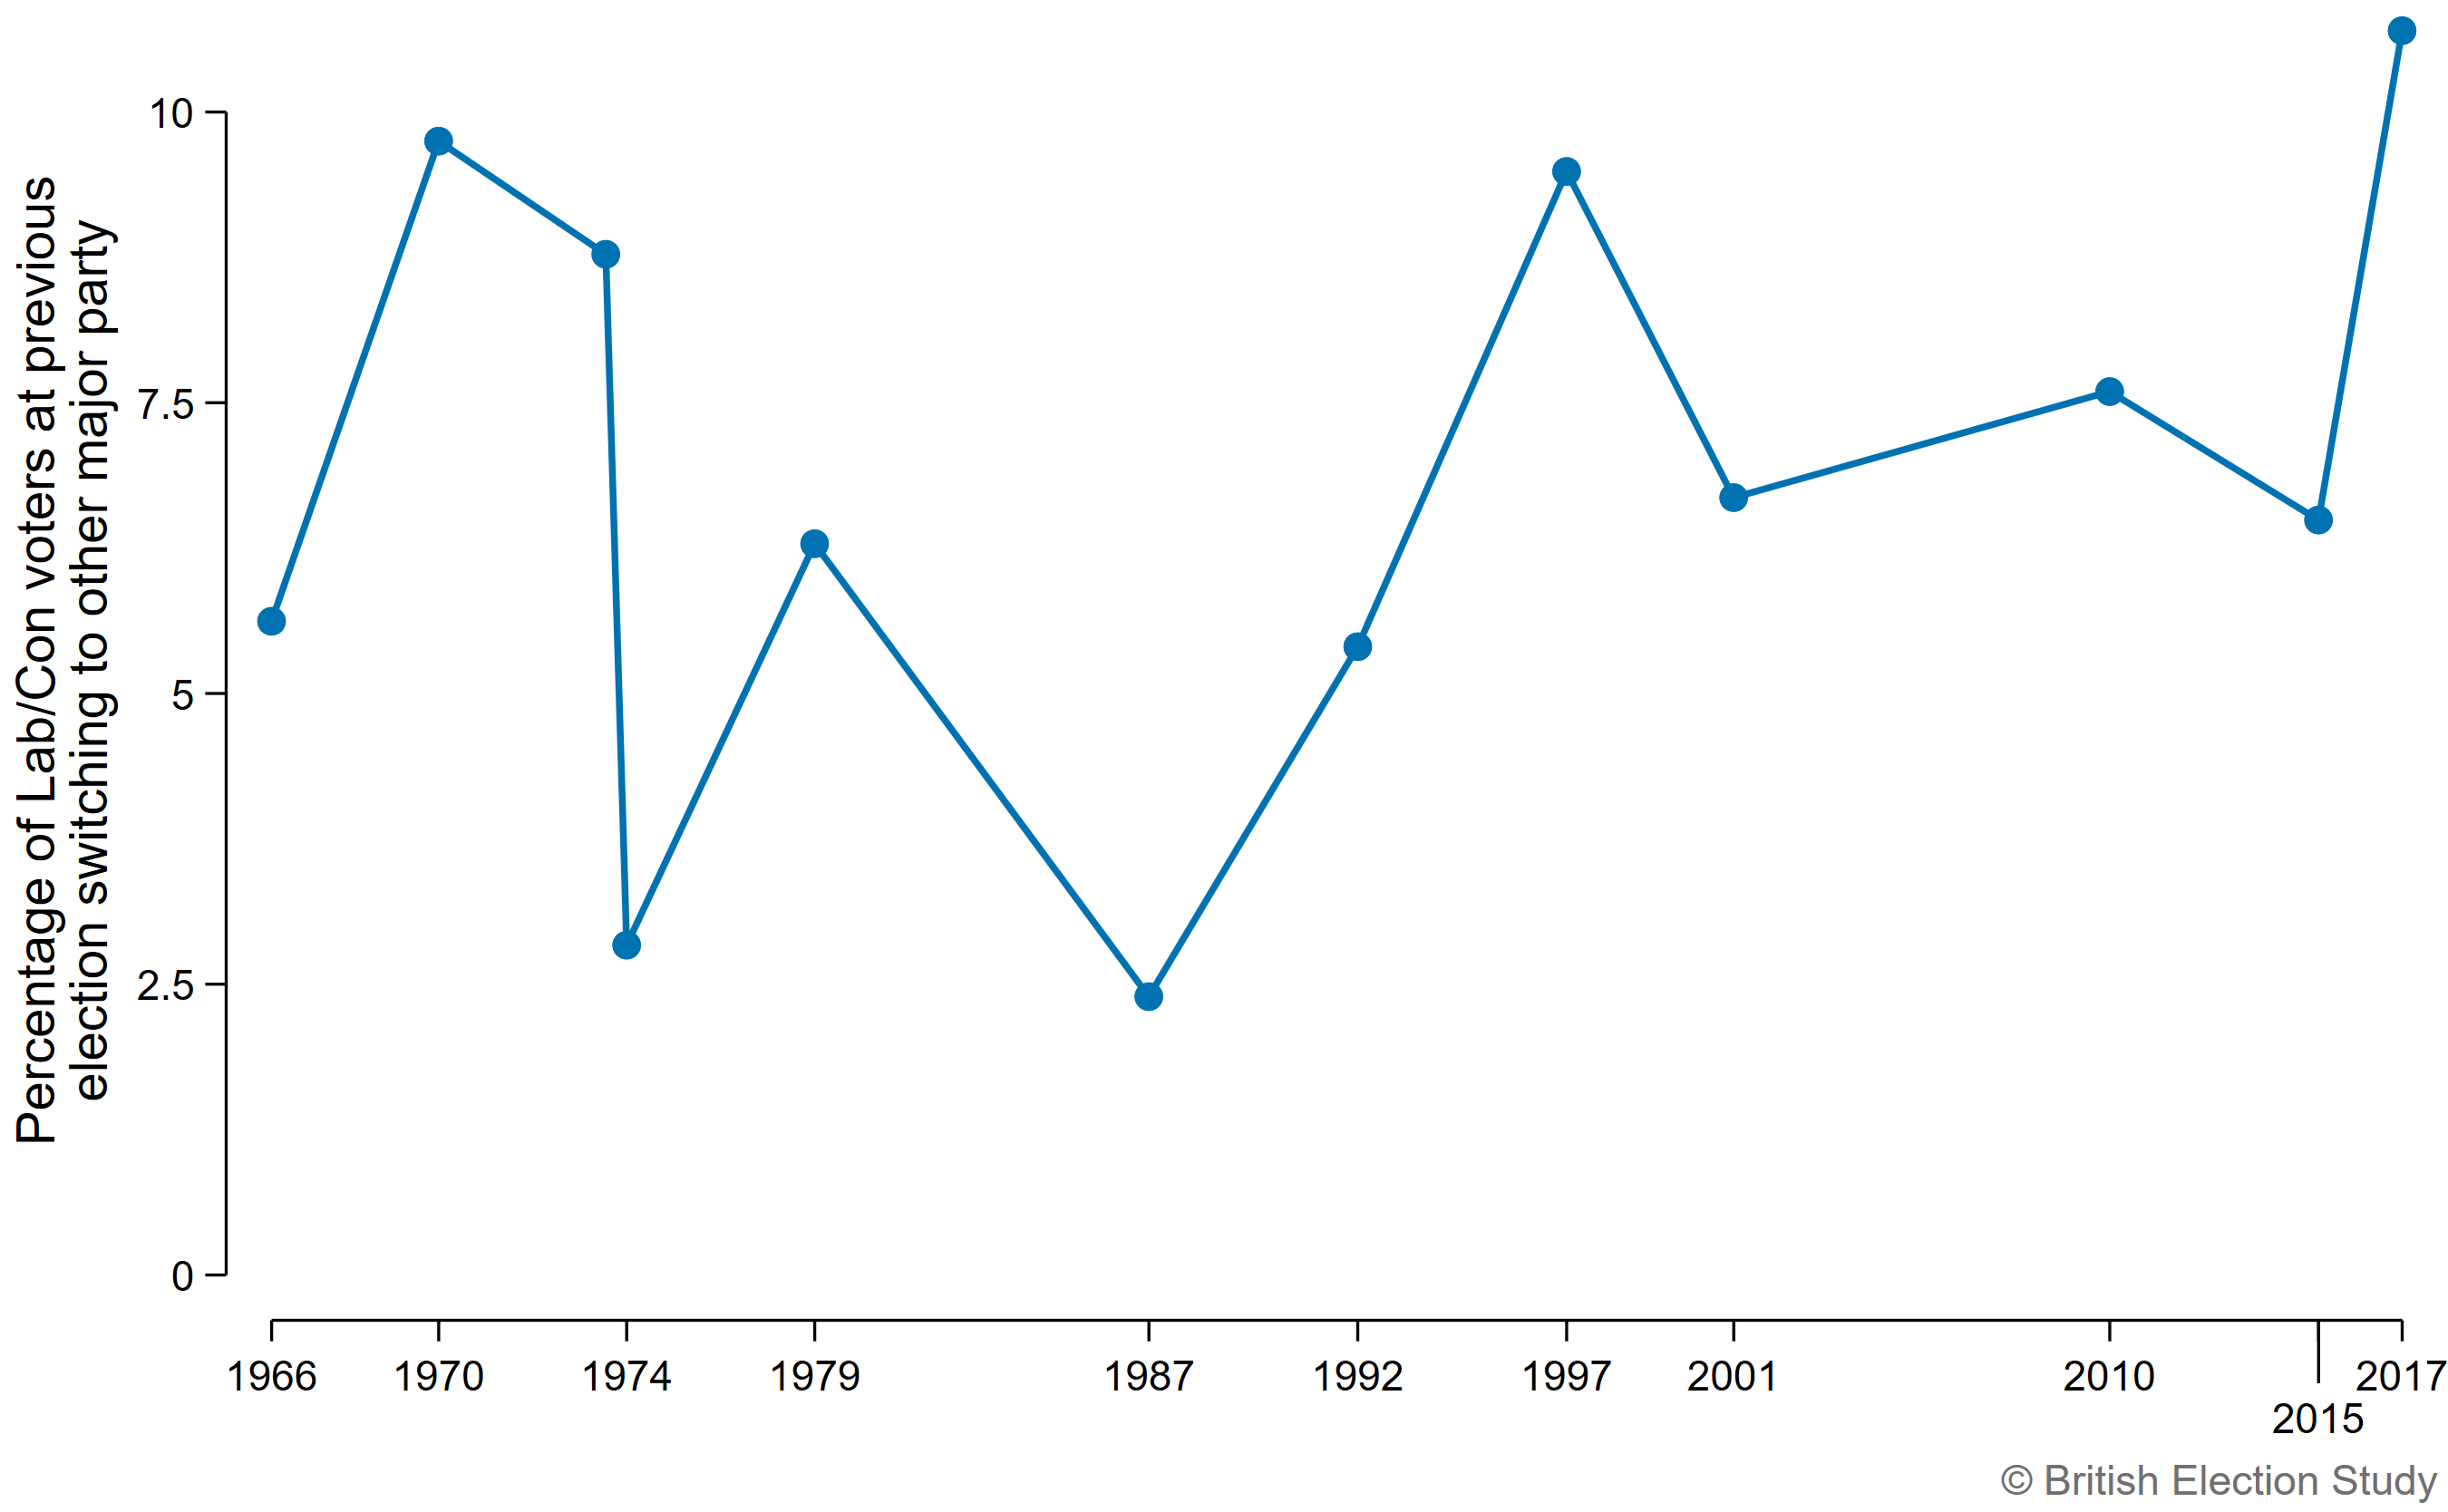 Percentage of Lab/Con voters at previous
election switching to other major party
10
7.5
5
2.5
0
1966 1970 1974 1979 1987 1992 1997 2001 2010 2017
2015
© British Election Study